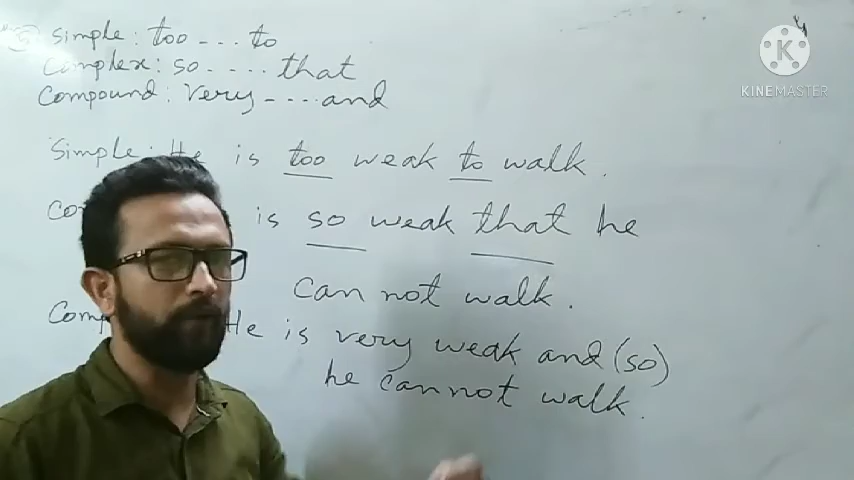 Simple: too --- to
Complex: so ---- that
Compound: Very ---- and
Simple: He is too weak to walk.
is so weak that he
can not walk.
He is very weak and (so)
he cannot walk.
K
KINEMASTER